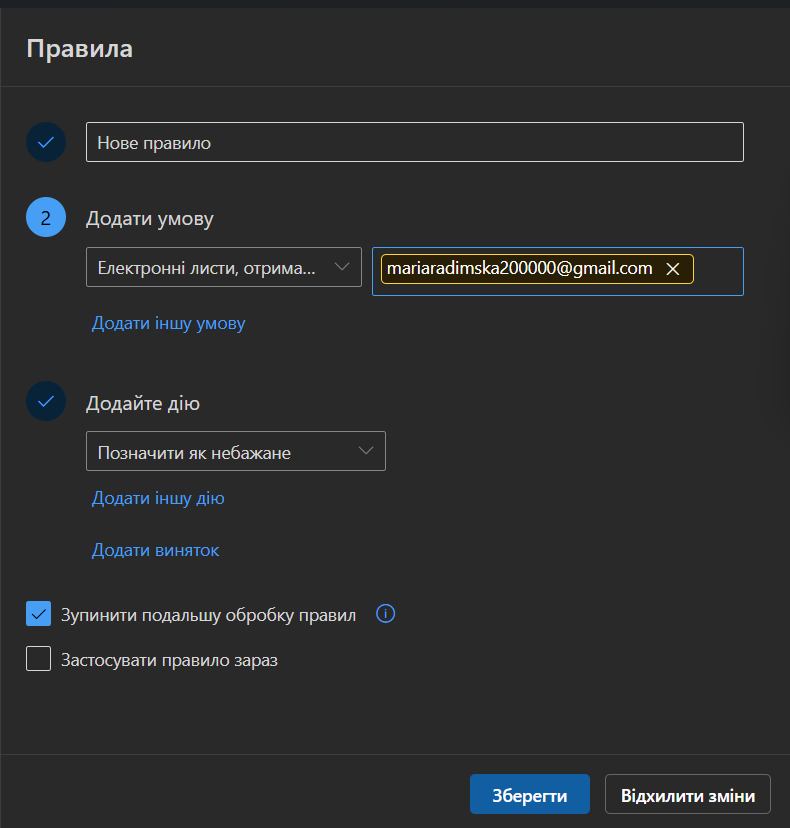 Правила
Нове правило
2
Додати умову
Електронні листи, отрима...
mariaradimska200000@gmail.com
Додати іншу умову
Додайте дію
Позначити як небажане
Додати іншу дію
Додати виняток
Зупинити подальшу обробку правил
Застосувати правило зараз
Зберегти
Відхилити зміни